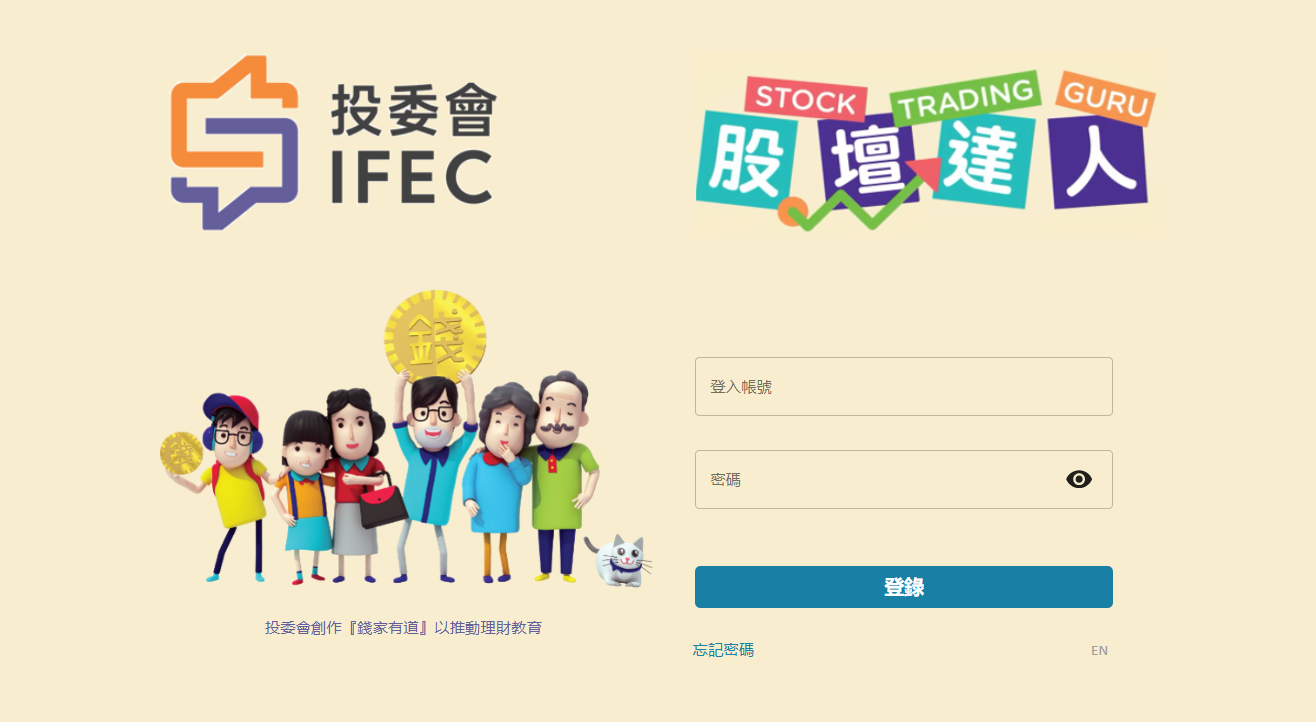 投委會
IFEC
STOCK TRADING GURU
股壇達人
錢
登入帳號
密碼
登錄
投委會創作『錢家有道』以推動理財教育
忘記密碼
EN